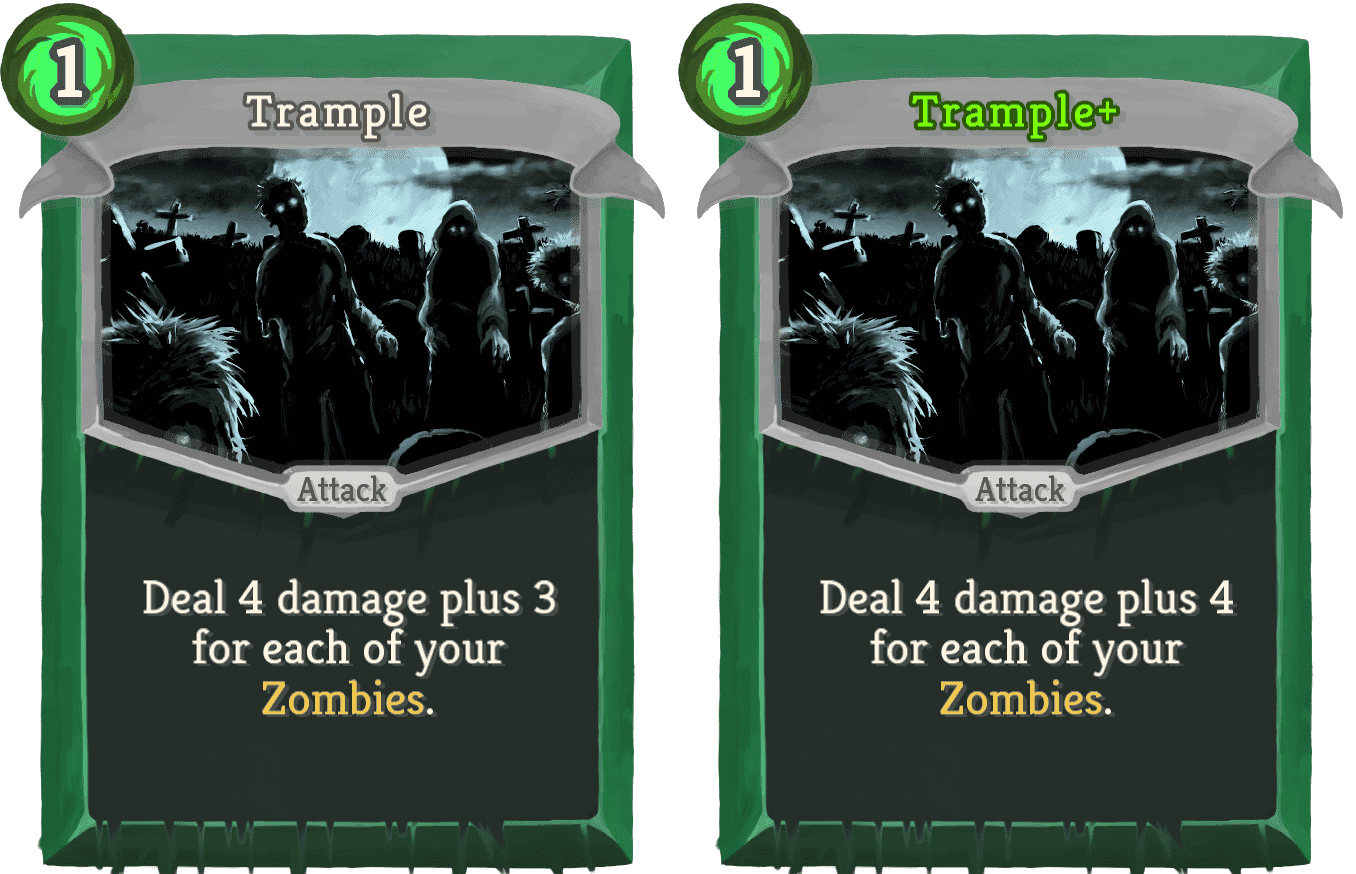 1
Trample
Attack
Deal 4 damage plus 3
for each of your
Zombies.
1
Trample+
Attack
Deal 4 damage plus 4
for each of your
Zombies.